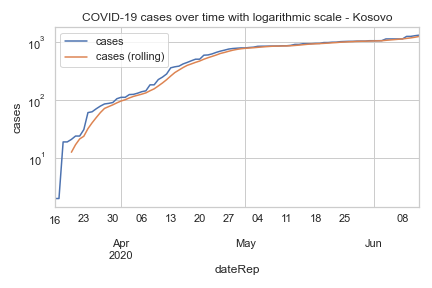 COVID-19 cases over time with logarithmic scale - Kosovo
cases
cases (rolling)
10³
10²
10¹
cases
16 23 30 06 13 20 27 04 11 18 25 08
Apr May Jun
2020
dateRep